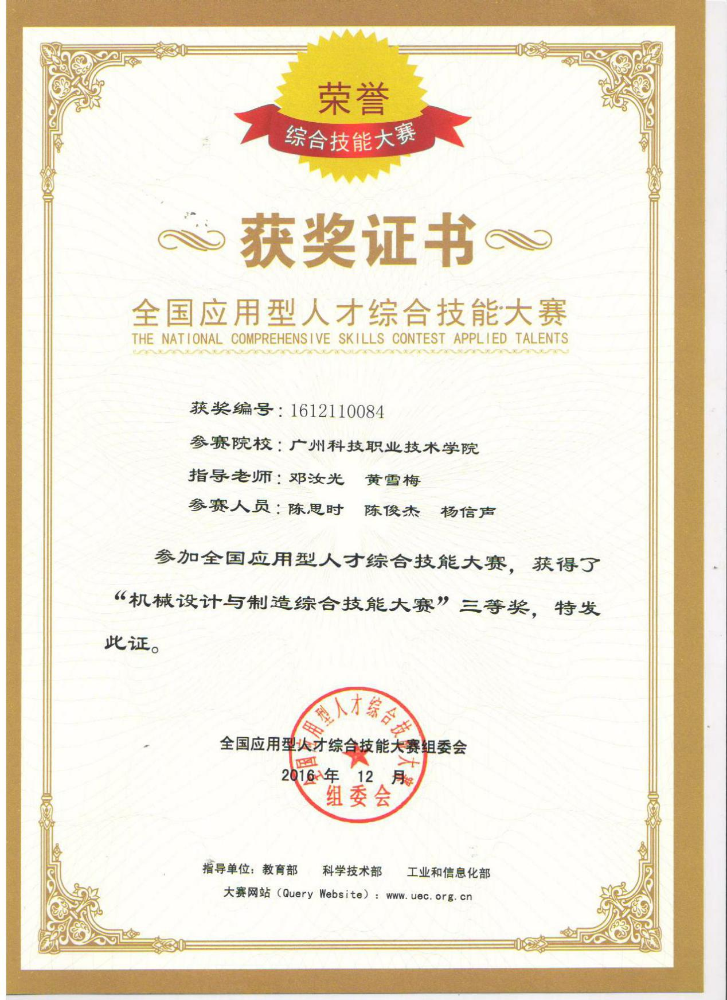 荣誉
综合技能大赛
获奖证书
全国应用型人才综合技能大赛
THE NATIONAL COMPREHENSIVE SKILLS CONTEST APPLIED TALENTS
获奖编号：1612110084
参赛院校：广州科技职业技术学院
指导老师：邓汝光 黄雪梅
参赛人员：陈思时 陈俊杰 杨信声
参加全国应用型人才综合技能大赛，获得了
“机械设计与制造综合技能大赛”三等奖，特发
此证。
全国应用型人才综合技能大赛
组委会
全国应用型人才综合技能大赛组委会
2016 年 12 月
指导单位：教育部 科学技术部 工业和信息化部
大赛网站（Query Website）：www.uec.org.cn